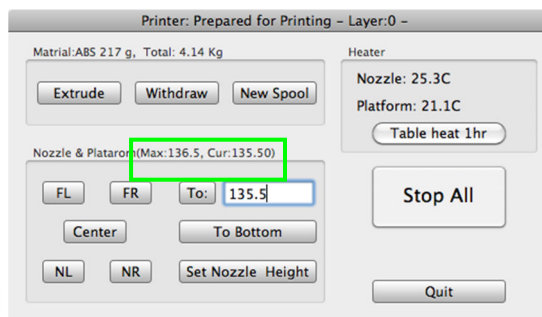 Printer: Prepared for Printing – Layer:0 –
Matrial:ABS 217 g, Total: 4.14 Kg
Extrude
Withdraw
New Spool
Heater
Nozzle: 25.3C
Platform: 21.1C
Table heat 1hr
Nozzle & Platarom(Max:136.5, Cur:135.50)
FL
FR
To:
135.5
Center
To Bottom
NL
NR
Set Nozzle Height
Stop All
Quit